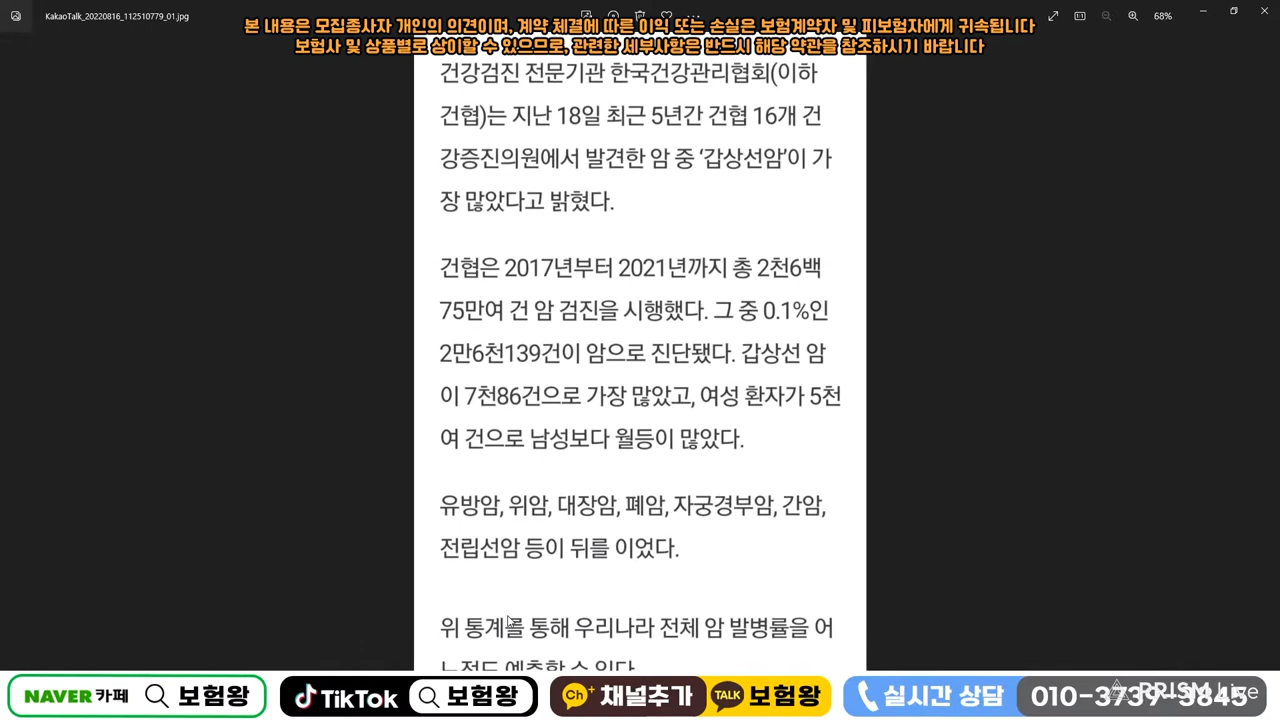 KakaoTalk_20220816_112510779_01.jpg
68%
본 내용은 모집종사자 개인의 의견이며, 계약 체결에 따른 이익 또는 손실은 보험계약자 및 피보험자에게 귀속됩니다
보험사 및 상품별로 상이할 수 있으므로, 관련한 세부사항은 반드시 해당 약관을 참조하시기 바랍니다
건강검진 전문기관 한국건강관리협회(이하
건협)는 지난 18일 최근 5년간 건협 16개 건
강증진의원에서 발견한 암 중 ‘갑상선암’이 가
장 많았다고 밝혔다.
건협은 2017년부터 2021년까지 총 2천6백
75만여 건 암 검진을 시행했다. 그 중 0.1%인
2만6천139건이 암으로 진단됐다. 갑상선 암
이 7천86건으로 가장 많았고, 여성 환자가 5천
여 건으로 남성보다 월등이 많았다.
유방암, 위암, 대장암, 폐암, 자궁경부암, 간암,
전립선암 등이 뒤를 이었다.
위 통계를 통해 우리나라 전체 암 발병률을 어
느정도 예측할 수 있다
NAVER 카페 보험왕
TikTok 보험왕
Ch+ 채널추가 TALK 보험왕
실시간 상담 010-3739-3845
PRISM Live